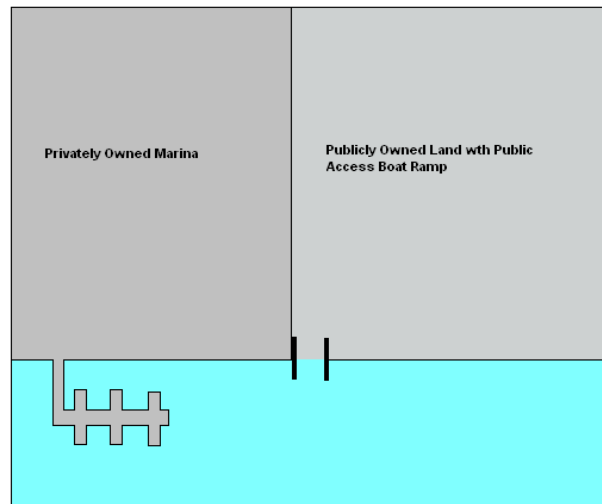 Privately Owned Marina
Publicly Owned Land wth Public
Access Boat Ramp